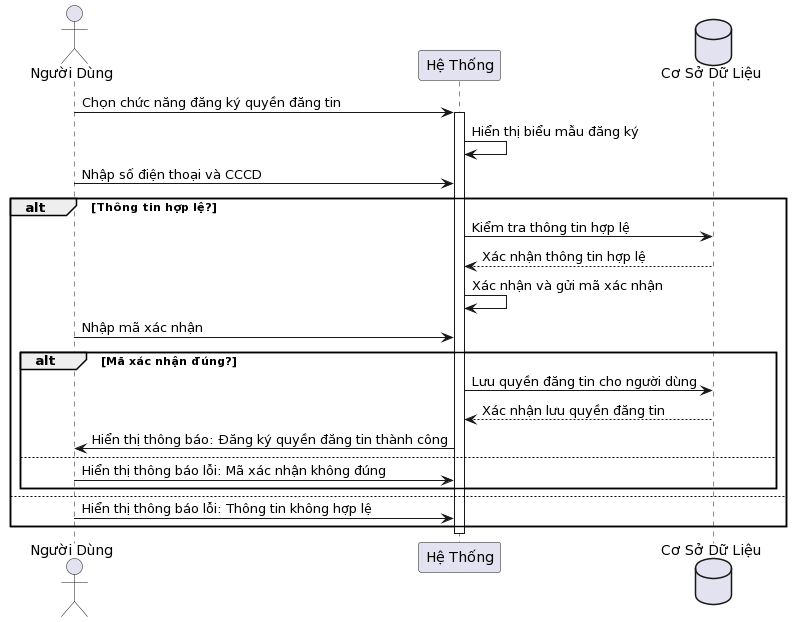 Người Dùng
Hệ Thống
Cơ Sở Dữ Liệu
Chọn chức năng đăng ký quyền đăng tin
Hiển thị biểu mẫu đăng ký
Nhập số điện thoại và CCCD
alt
[Thông tin hợp lệ?]
Kiểm tra thông tin hợp lệ
Xác nhận thông tin hợp lệ
Xác nhận và gửi mã xác nhận
Nhập mã xác nhận
alt
[Mã xác nhận đúng?]
Lưu quyền đăng tin cho người dùng
Xác nhận lưu quyền đăng tin
Hiển thị thông báo: Đăng ký quyền đăng tin thành công
Hiển thị thông báo lỗi: Mã xác nhận không đúng
Hiển thị thông báo lỗi: Thông tin không hợp lệ
Người Dùng
Hệ Thống
Cơ Sở Dữ Liệu